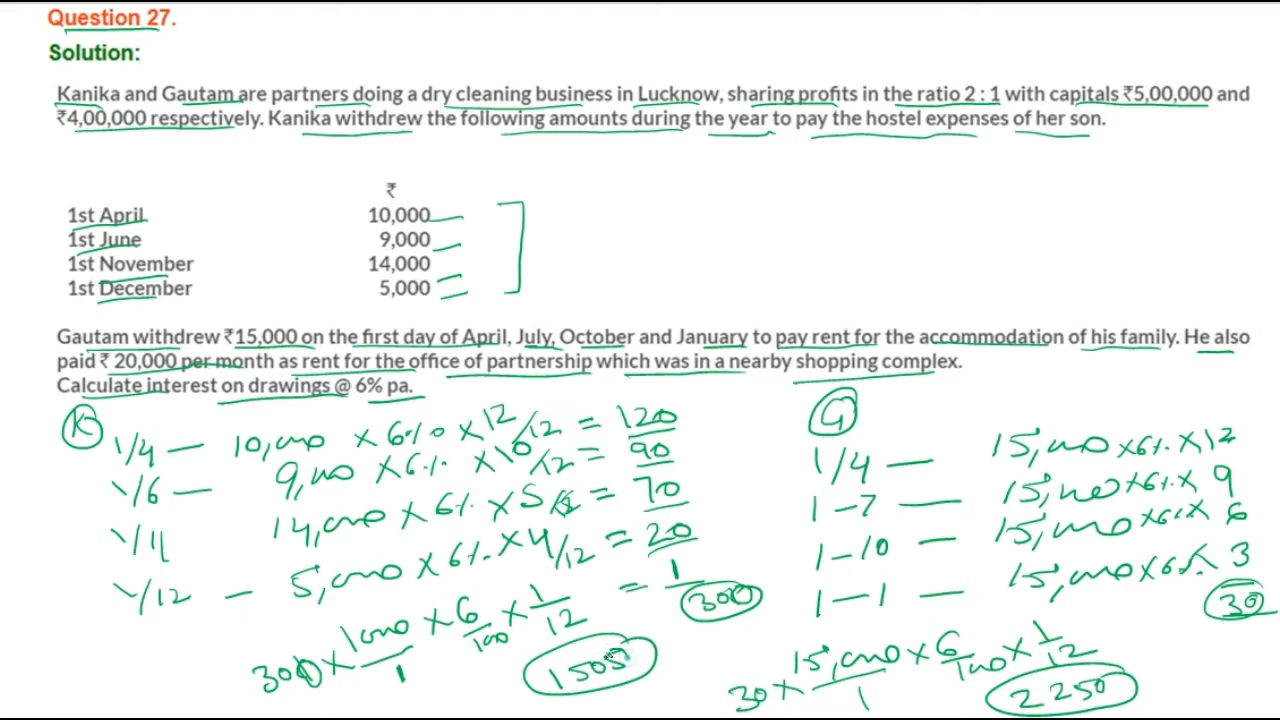 Question 27.
Solution:
Kanika and Gautam are partners doing a dry cleaning business in Lucknow, sharing profits in the ratio 2 : 1 with capitals ₹5,00,000 and
₹4,00,000 respectively. Kanika withdrew the following amounts during the year to pay the hostel expenses of her son.
₹
1st April 10,000
1st June 9,000
1st November 14,000
1st December 5,000
Gautam withdrew ₹15,000 on the first day of April, July, October and January to pay rent for the accommodation of his family. He also
paid ₹ 20,000 per month as rent for the office of partnership which was in a nearby shopping complex.
Calculate interest on drawings @ 6% pa.
K
1/4 — 10,000 × 6% × 12/12 = 120
1/6 — 9,000 × 6% × 10/12 = 90
1/11 14,000 × 6% × 5/12 = 70
1/12 — 5,000 × 6% × 4/12 = 20
= 1
300
300 × 1000/1 × 6/100 × 1/12
1505
G
1/4 — 15,000 × 6% × 12
1-7 — 15,000 × 6% × 9
1-10 — 15,000 × 6% × 6
1-1 — 15,000 × 6% × 3
30
30 × 15,000/1 × 6/100 × 1/12
2250